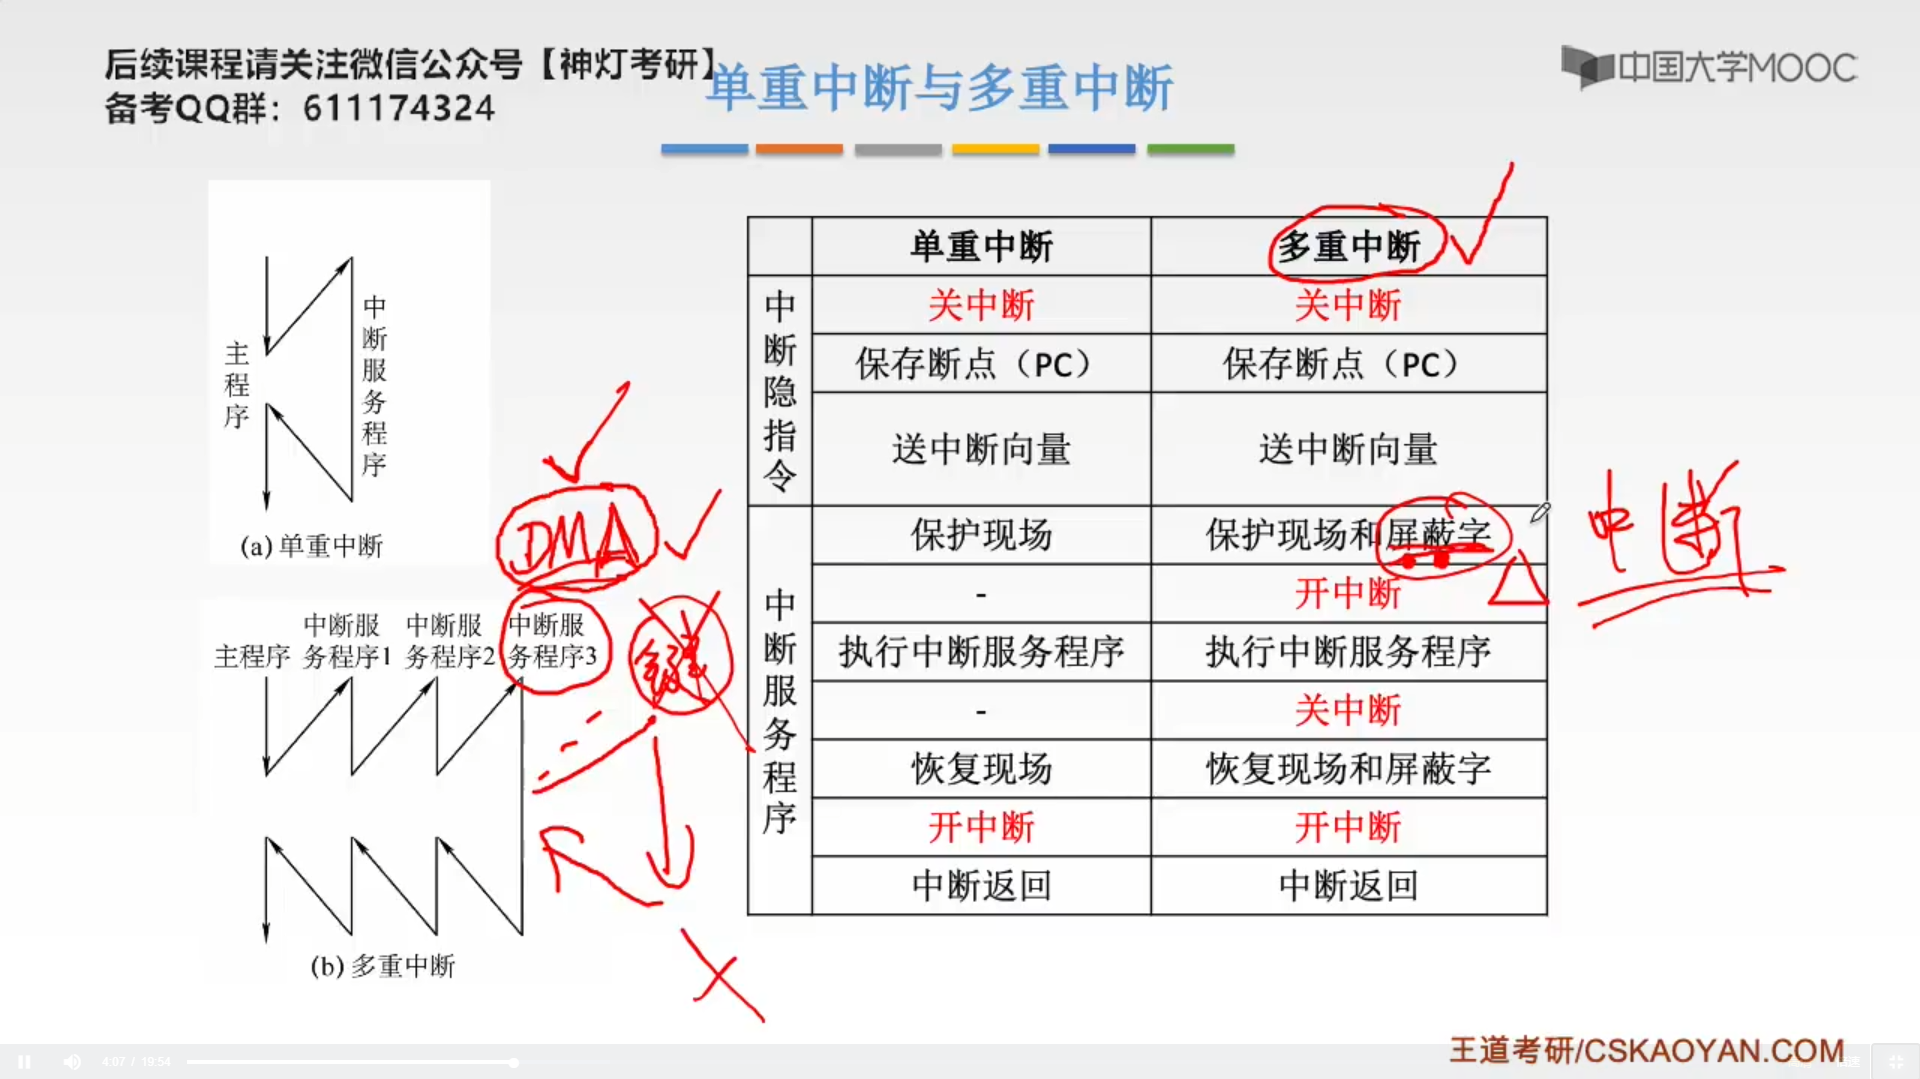 后续课程请关注微信公众号【神灯考研】
备考QQ群：611174324
单重中断与多重中断
中国大学MOOC
主程序
中断服务程序
(a) 单重中断
主程序
中断服务程序1
中断服务程序2
中断服务程序3
(b) 多重中断
DMA
单重中断 多重中断
中断隐指令
关中断 关中断
保存断点（PC） 保存断点（PC）
送中断向量 送中断向量
中断服务程序
保护现场 保护现场和屏蔽字
- 开中断
执行中断服务程序 执行中断服务程序
- 关中断
恢复现场 恢复现场和屏蔽字
开中断 开中断
中断返回 中断返回
中断
王道考研/CSKAOYAN.COM
4:07 / 19:54